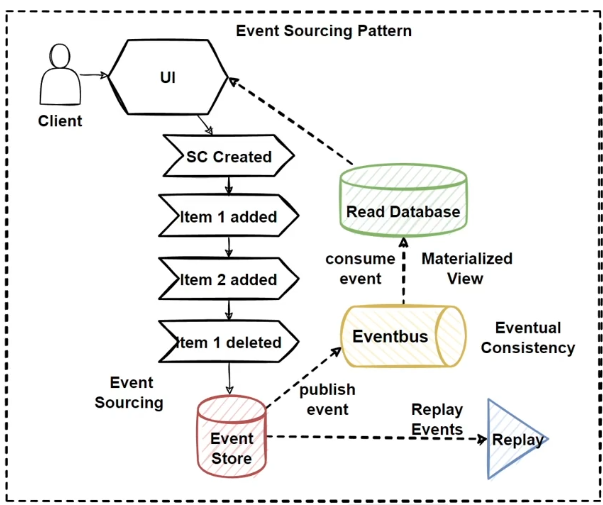 Event Sourcing Pattern
UI
Client
SC Created
Item 1 added
Read Database
consume
event
Materialized
View
Item 2 added
Item 1 deleted
Eventbus
Eventual
Consistency
Event
Sourcing
publish
event
Replay
Events
Event
Store
Replay